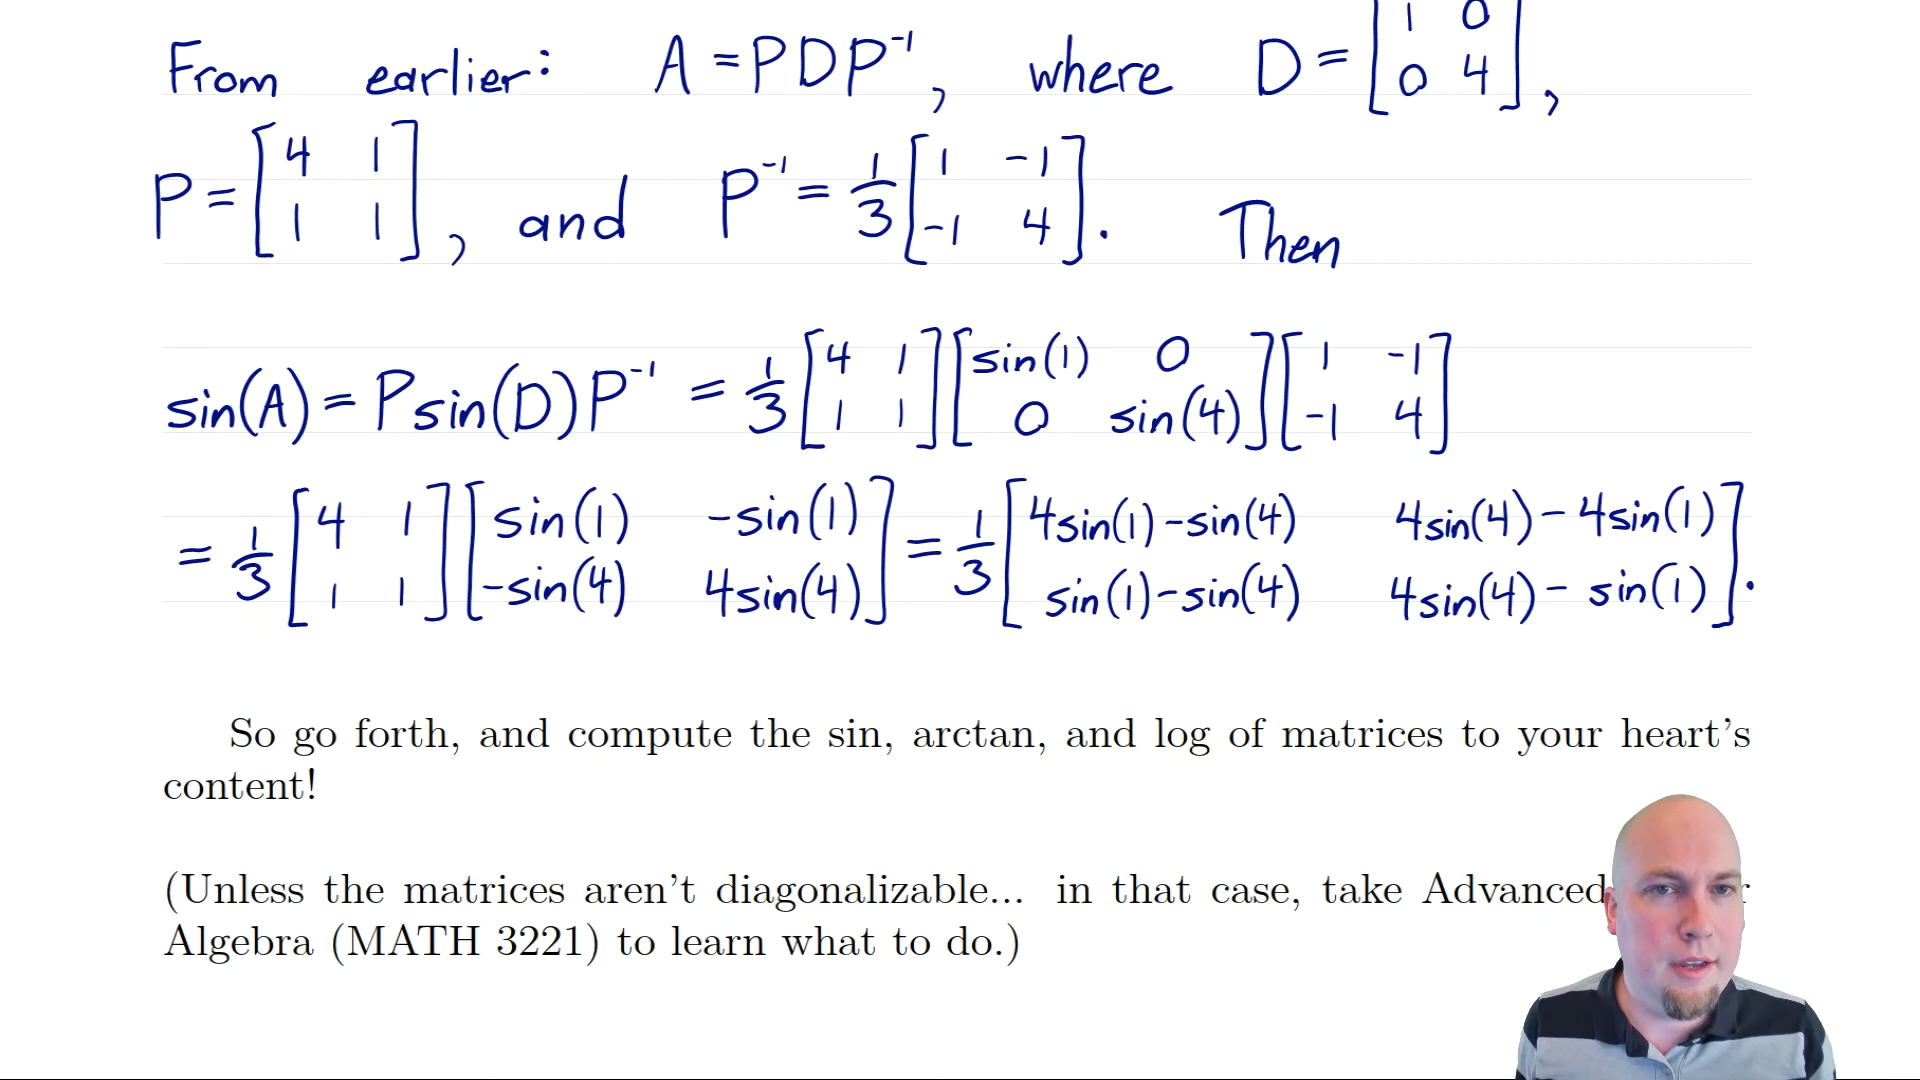 From earlier: A = PDP⁻¹, where D = [1 0; 0 4],
P = [4 1; 1 1], and P⁻¹ = 1/3 [1 -1; -1 4]. Then
sin(A) = P sin(D) P⁻¹ = 1/3 [4 1; 1 1] [sin(1) 0; 0 sin(4)] [1 -1; -1 4]
= 1/3 [4 1; 1 1] [sin(1) -sin(1); -sin(4) 4sin(4)] = 1/3 [4sin(1)-sin(4) 4sin(4)-4sin(1); sin(1)-sin(4) 4sin(4)-sin(1)].
So go forth, and compute the sin, arctan, and log of matrices to your heart's
content!
(Unless the matrices aren't diagonalizable... in that case, take Advanced
Algebra (MATH 3221) to learn what to do.)